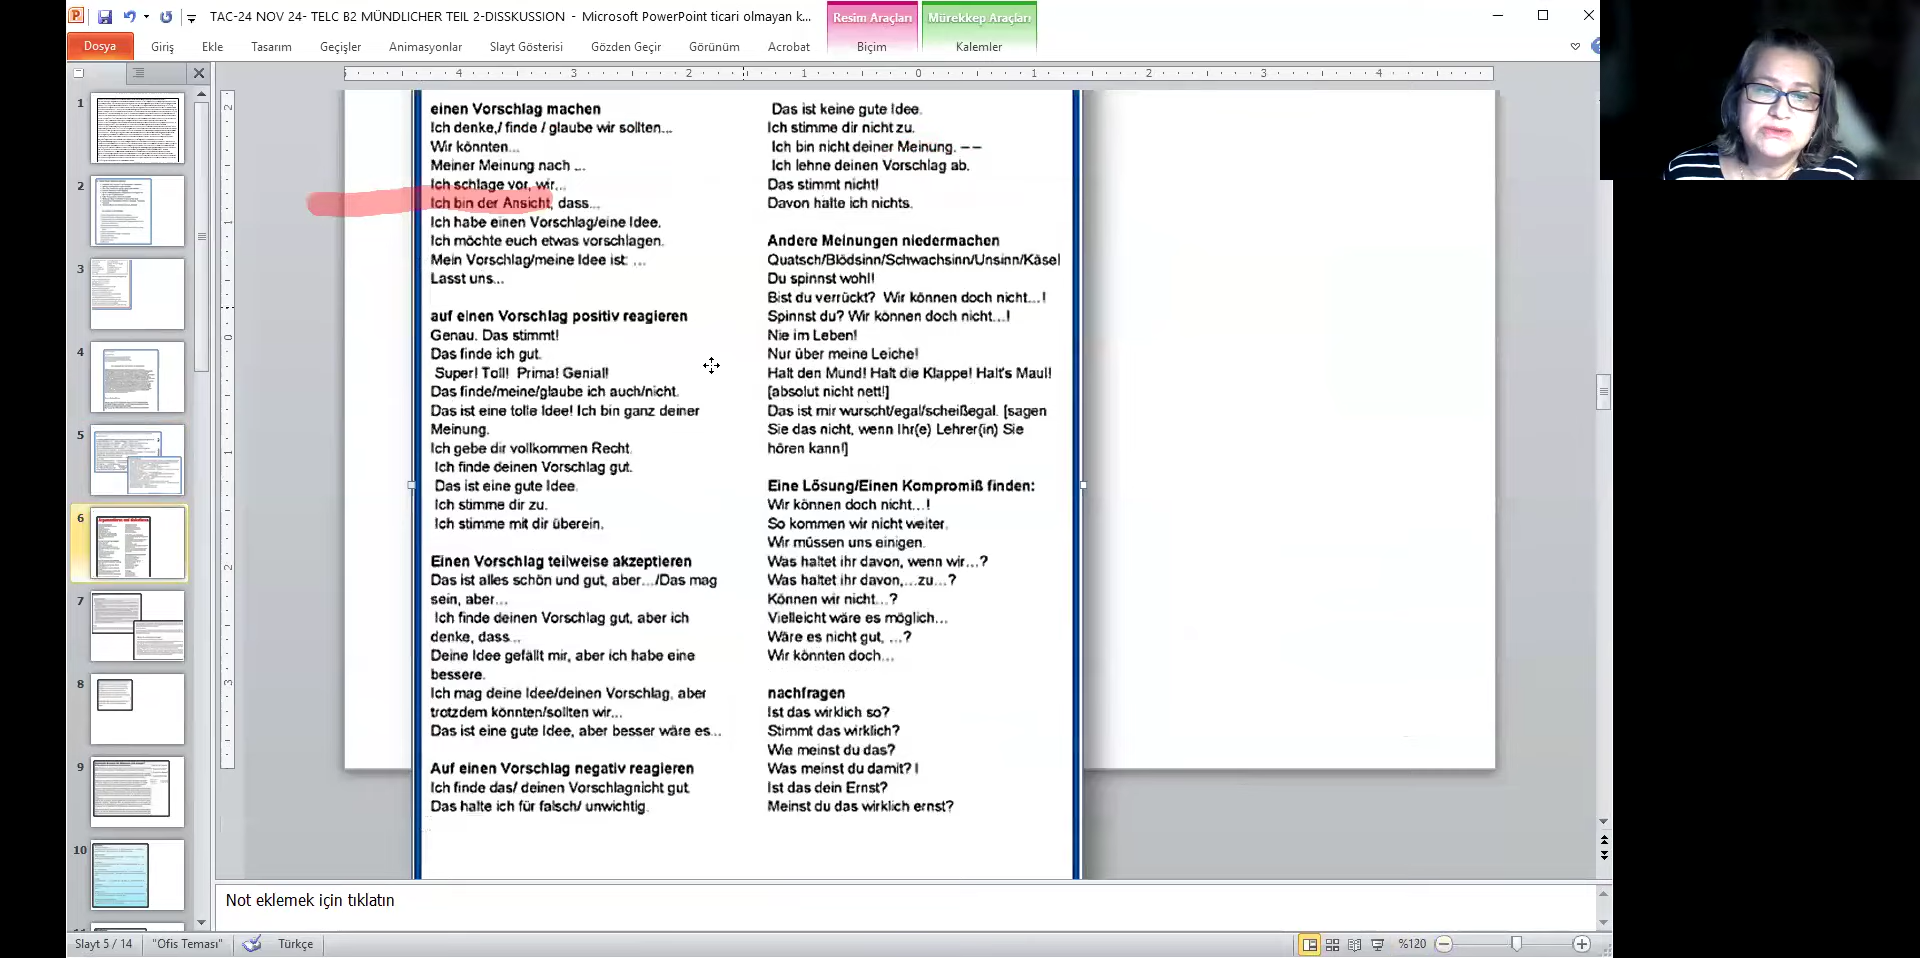 TAC-24 NOV 24- TELC B2 MÜNDLICHER TEIL 2-DISSKUSSION - Microsoft PowerPoint ticari olmayan k...
Resim Araçları
Mürekkep Araçları
Dosya
Giriş
Ekle
Tasarım
Geçişler
Animasyonlar
Slayt Gösterisi
Gözden Geçir
Görünüm
Acrobat
Biçim
Kalemler
einen Vorschlag machen
Ich denke,/ finde / glaube wir sollten...
Wir könnten...
Meiner Meinung nach ...
Ich schlage vor, wir...
Ich bin der Ansicht, dass...
Ich habe einen Vorschlag/eine Idee.
Ich möchte euch etwas vorschlagen.
Mein Vorschlag/meine Idee ist: ...
Lasst uns...
auf einen Vorschlag positiv reagieren
Genau. Das stimmt!
Das finde ich gut.
Super! Toll! Prima! Genial!
Das finde/meine/glaube ich auch/nicht.
Das ist eine tolle Idee! Ich bin ganz deiner
Meinung.
Ich gebe dir vollkommen Recht.
Ich finde deinen Vorschlag gut.
Das ist eine gute Idee.
Ich stimme dir zu.
Ich stimme mit dir überein.
Einen Vorschlag teilweise akzeptieren
Das ist alles schön und gut, aber.../Das mag
sein, aber...
Ich finde deinen Vorschlag gut, aber ich
denke, dass...
Deine Idee gefällt mir, aber ich habe eine
bessere.
Ich mag deine Idee/deinen Vorschlag, aber
trotzdem könnten/sollten wir...
Das ist eine gute Idee, aber besser wäre es...
Auf einen Vorschlag negativ reagieren
Ich finde das/ deinen Vorschlagnicht gut.
Das halte ich für falsch/ unwichtig.
Das ist keine gute Idee.
Ich stimme dir nicht zu.
Ich bin nicht deiner Meinung. – –
Ich lehne deinen Vorschlag ab.
Das stimmt nicht!
Davon halte ich nichts.
Andere Meinungen niedermachen
Quatsch/Blödsinn/Schwachsinn/Unsinn/Käse!
Du spinnst wohl!
Bist du verrückt? Wir können doch nicht...!
Spinnst du? Wir können doch nicht...!
Nie im Leben!
Nur über meine Leiche!
Halt den Mund! Halt die Klappe! Halt's Maul!
[absolut nicht nett!]
Das ist mir wurscht/egal/scheißegal. [sagen
Sie das nicht, wenn Ihr(e) Lehrer(in) Sie
hören kann!]
Eine Lösung/Einen Kompromiß finden:
Wir können doch nicht...!
So kommen wir nicht weiter.
Wir müssen uns einigen.
Was haltet ihr davon, wenn wir...?
Was haltet ihr davon,...zu...?
Können wir nicht...?
Vielleicht wäre es möglich...
Wäre es nicht gut, ...?
Wir könnten doch...
nachfragen
Ist das wirklich so?
Stimmt das wirklich?
Wie meinst du das?
Was meinst du damit? I
Ist das dein Ernst?
Meinst du das wirklich ernst?
Not eklemek için tıklatın
Slayt 5 / 14
"Ofis Teması"
Türkçe
%120